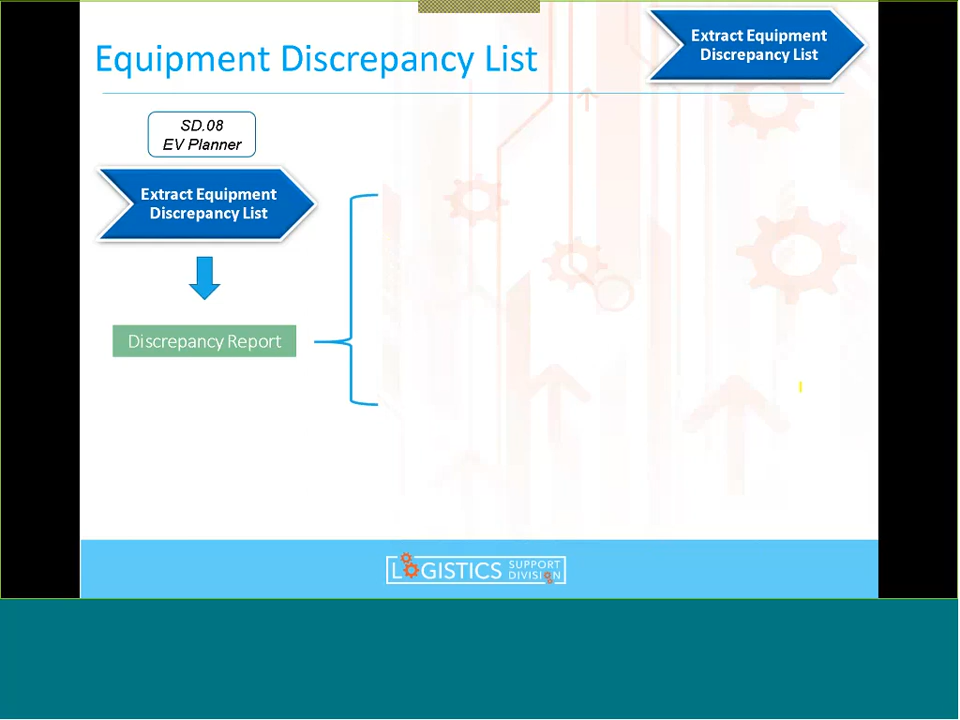 Equipment Discrepancy List
Extract Equipment
Discrepancy List
SD.08
EV Planner
Extract Equipment
Discrepancy List
Discrepancy Report
LOGISTICS
SUPPORT
DIVISION